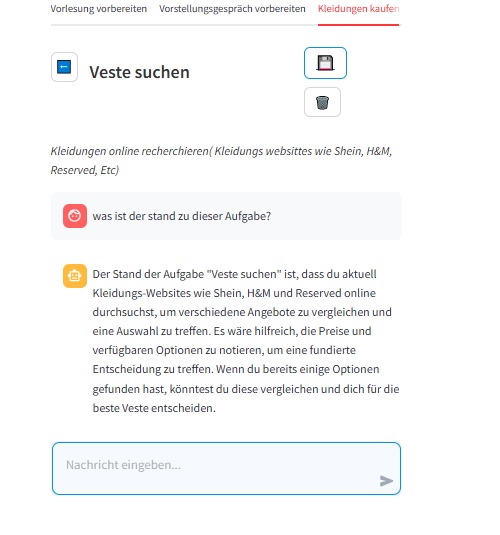 Vorlesung vorbereiten Vorstellungsgespräch vorbereiten Kleidungen kaufen
Veste suchen
Kleidungen online recherchieren( Kleidungs websittes wie Shein, H&M,
Reserved, Etc)
was ist der stand zu dieser Aufgabe?
Der Stand der Aufgabe "Veste suchen" ist, dass du aktuell
Kleidungs-Websites wie Shein, H&M und Reserved online
durchsuchst, um verschiedene Angebote zu vergleichen und
eine Auswahl zu treffen. Es wäre hilfreich, die Preise und
verfügbaren Optionen zu notieren, um eine fundierte
Entscheidung zu treffen. Wenn du bereits einige Optionen
gefunden hast, könntest du diese vergleichen und dich für die
beste Veste entscheiden.
Nachricht eingeben...